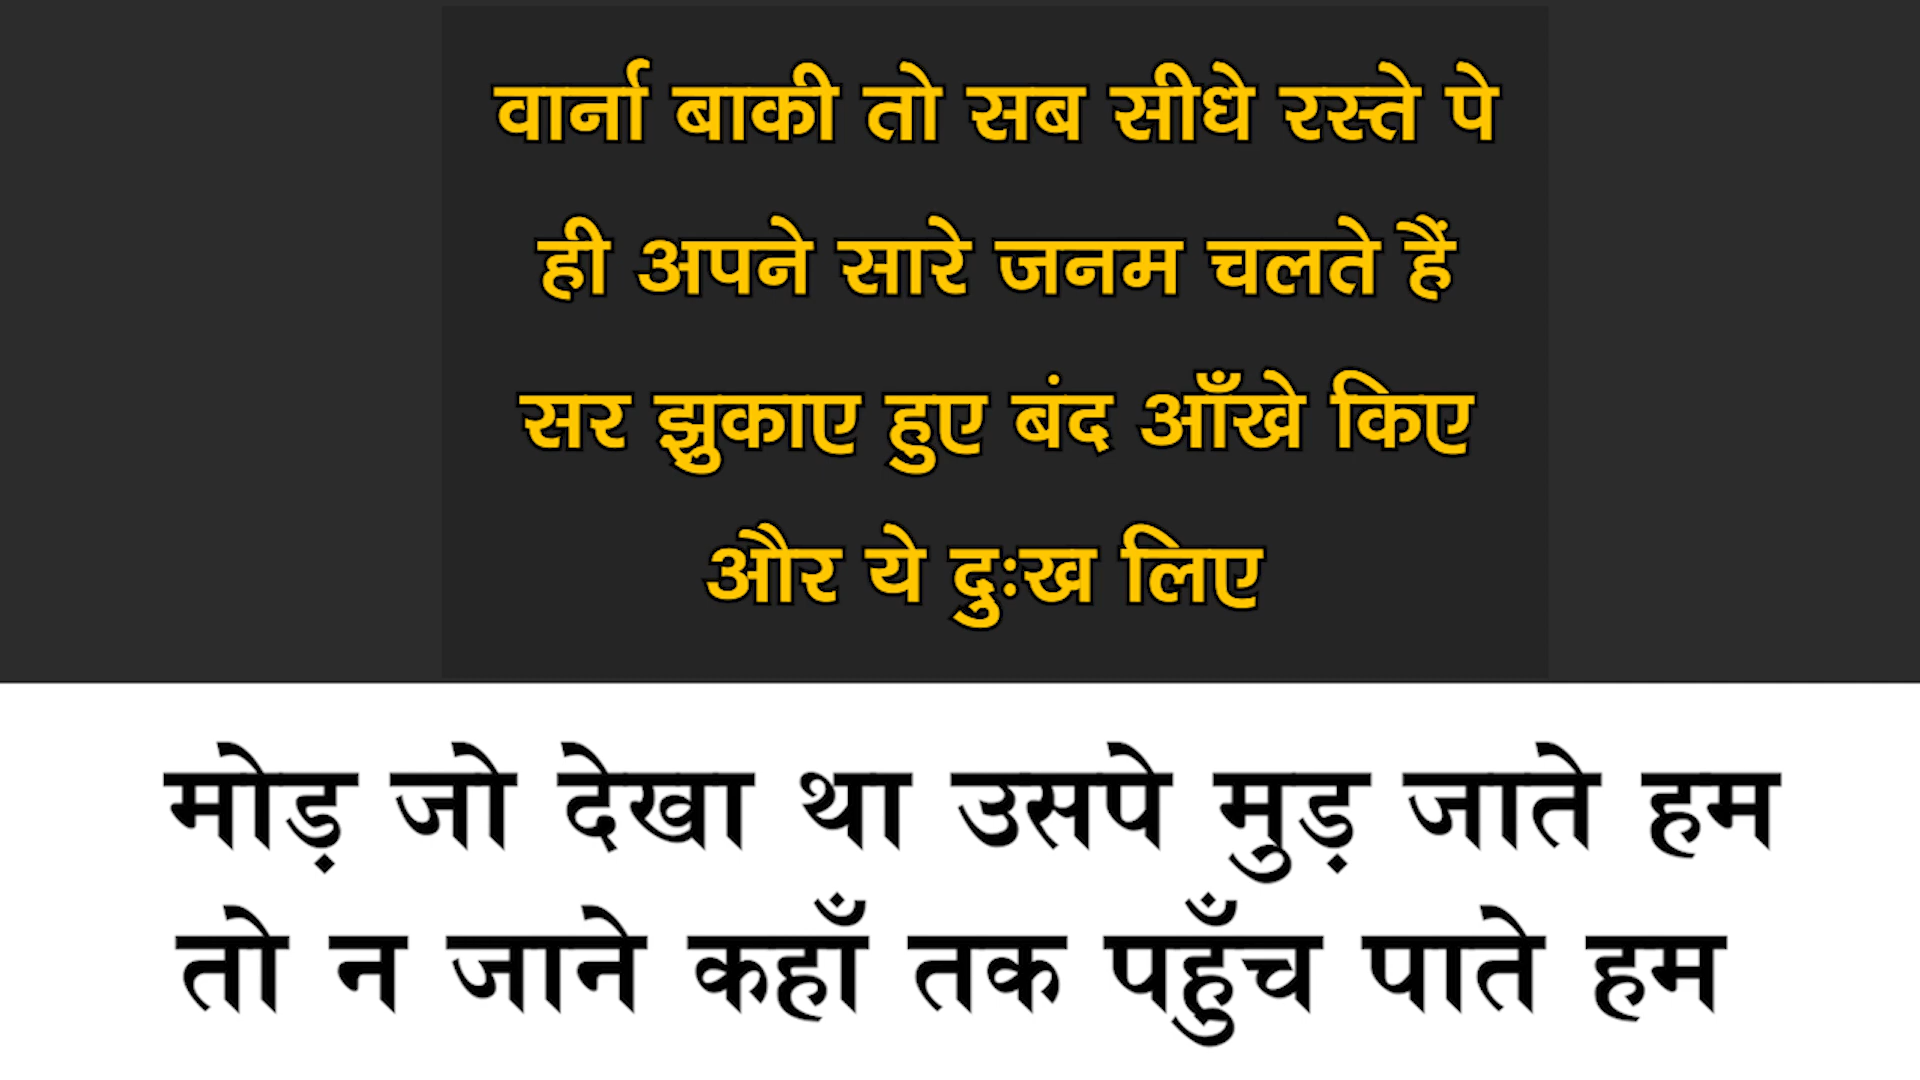 वार्ना बाकी तो सब सीधे रस्ते पे
ही अपने सारे जनम चलते हैं
सर झुकाए हुए बंद आँखे किए
और ये दुःख लिए
मोड़ जो देखा था उसपे मुड़ जाते हम
तो न जाने कहाँ तक पहुँच पाते हम